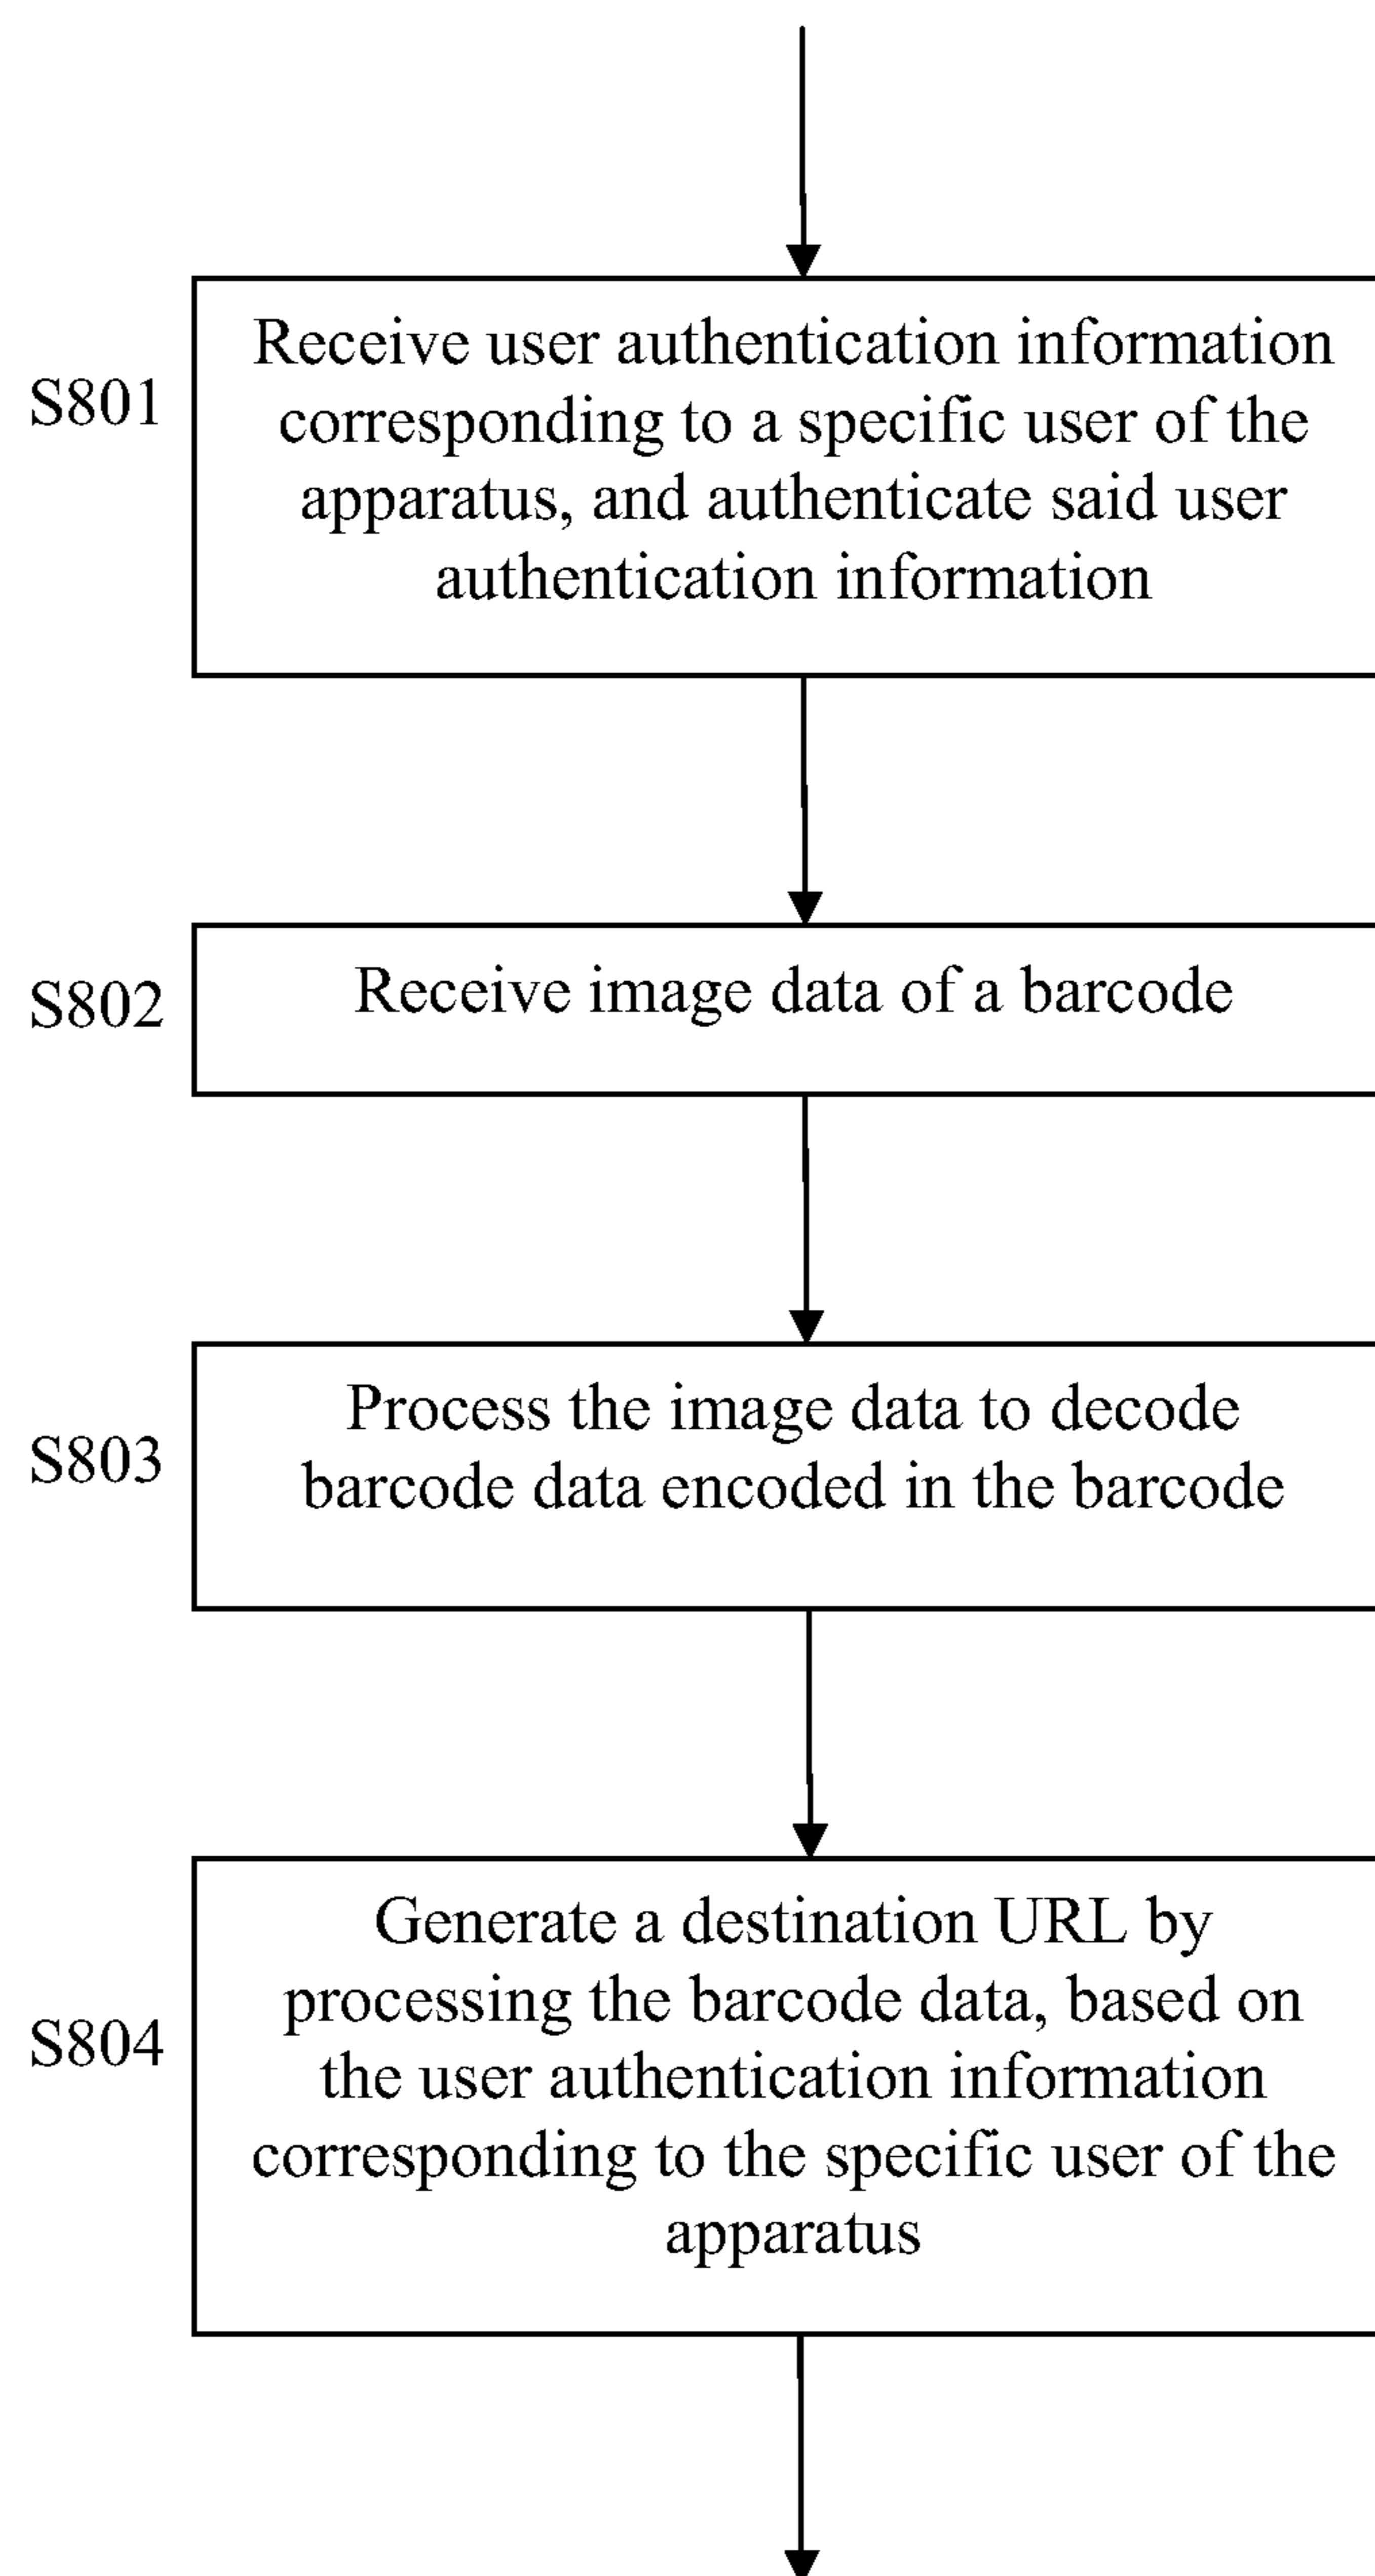 Receive user authentication information
S801
corresponding to a specific user of the
apparatus, and authenticate said user
authentication information
S802
Receive image data of a barcode
Process the image data to decode
S803
barcode data encoded in the barcode
Generate a destination URL by
processing the barcode data, based on
S804
the user authentication information
corresponding to the specific user of the
apparatus